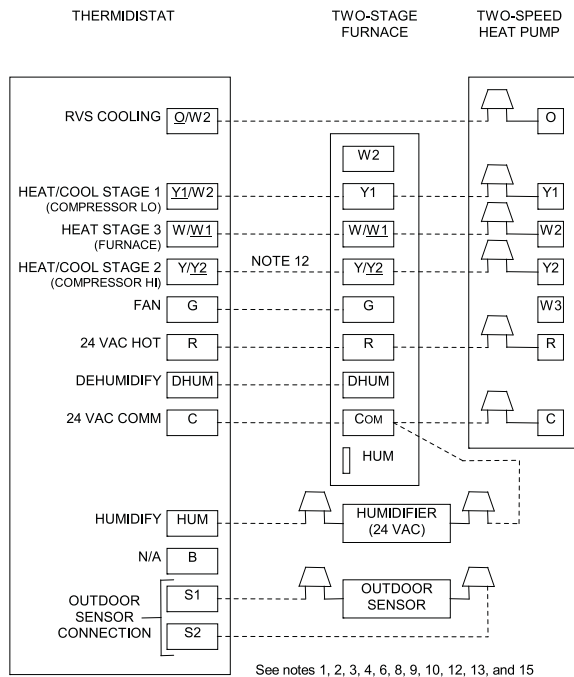 THERMIDISTAT
TWO-STAGE
FURNACE
TWO-SPEED
HEAT PUMP
RVS COOLING O/W2 O
W2
HEAT/COOL STAGE 1 Y1/W2 Y1 Y1
(COMPRESSOR LO)
HEAT STAGE 3 W/W1 W/W1 W2
(FURNACE)
HEAT/COOL STAGE 2 Y/Y2 NOTE 12 Y/Y2 Y2
(COMPRESSOR HI)
FAN G G W3
24 VAC HOT R R R
DEHUMIDIFY DHUM DHUM
24 VAC COMM C COM C
HUM
HUMIDIFY HUM HUMIDIFIER
(24 VAC)
N/A B
OUTDOOR
SENSOR
CONNECTION
S1
S2
OUTDOOR
SENSOR
See notes 1, 2, 3, 4, 6, 8, 9, 10, 12, 13, and 15